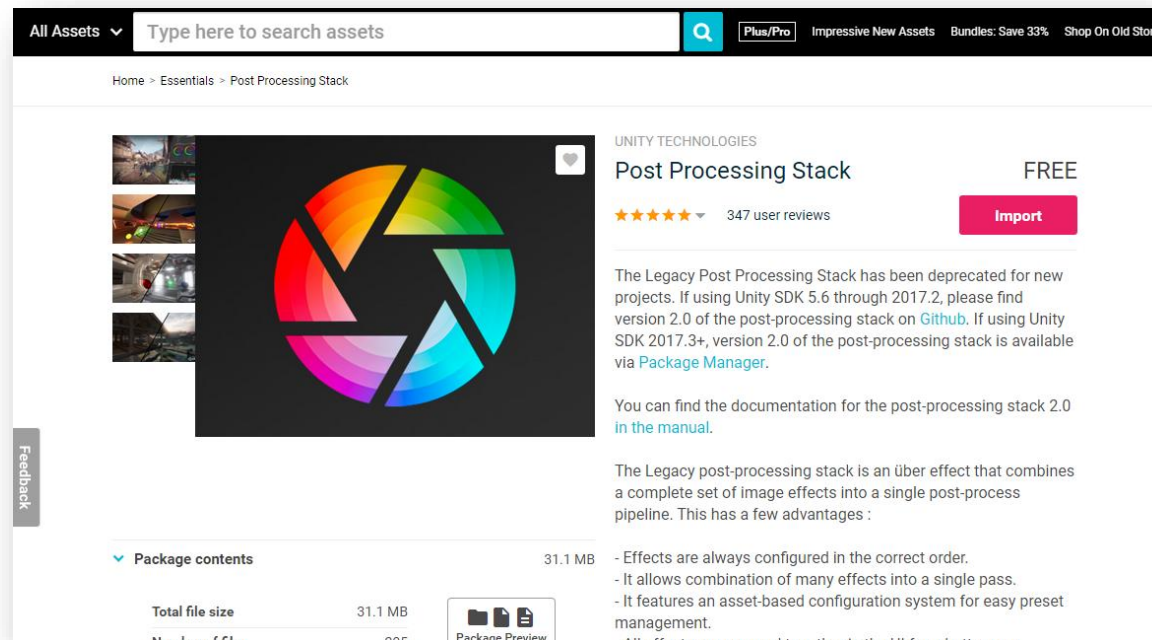 All Assets
Type here to search assets
Plus/Pro
Impressive New Assets
Bundles: Save 33%
Shop On Old
Home > Essentials > Post Processing Stack
UNITY TECHNOLOGIES
Post Processing Stack
FREE
347 user reviews
Import
The Legacy Post Processing Stack has been deprecated for new
projects. If using Unity SDK 5.6 through 2017.2, please find
version 2.0 of the post-processing stack on Github. If using Unity
SDK 2017.3+, version 2.0 of the post-processing stack is available
via Package Manager.
You can find the documentation for the post-processing stack 2.0
in the manual.
The Legacy post-processing stack is an über effect that combines
a complete set of image effects into a single post-process
pipeline. This has a few advantages :
- Effects are always configured in the correct order.
- It allows combination of many effects into a single pass.
- It features an asset-based configuration system for easy preset
management.
Feedback
Package contents
31.1 MB
Total file size
31.1 MB
Package Preview